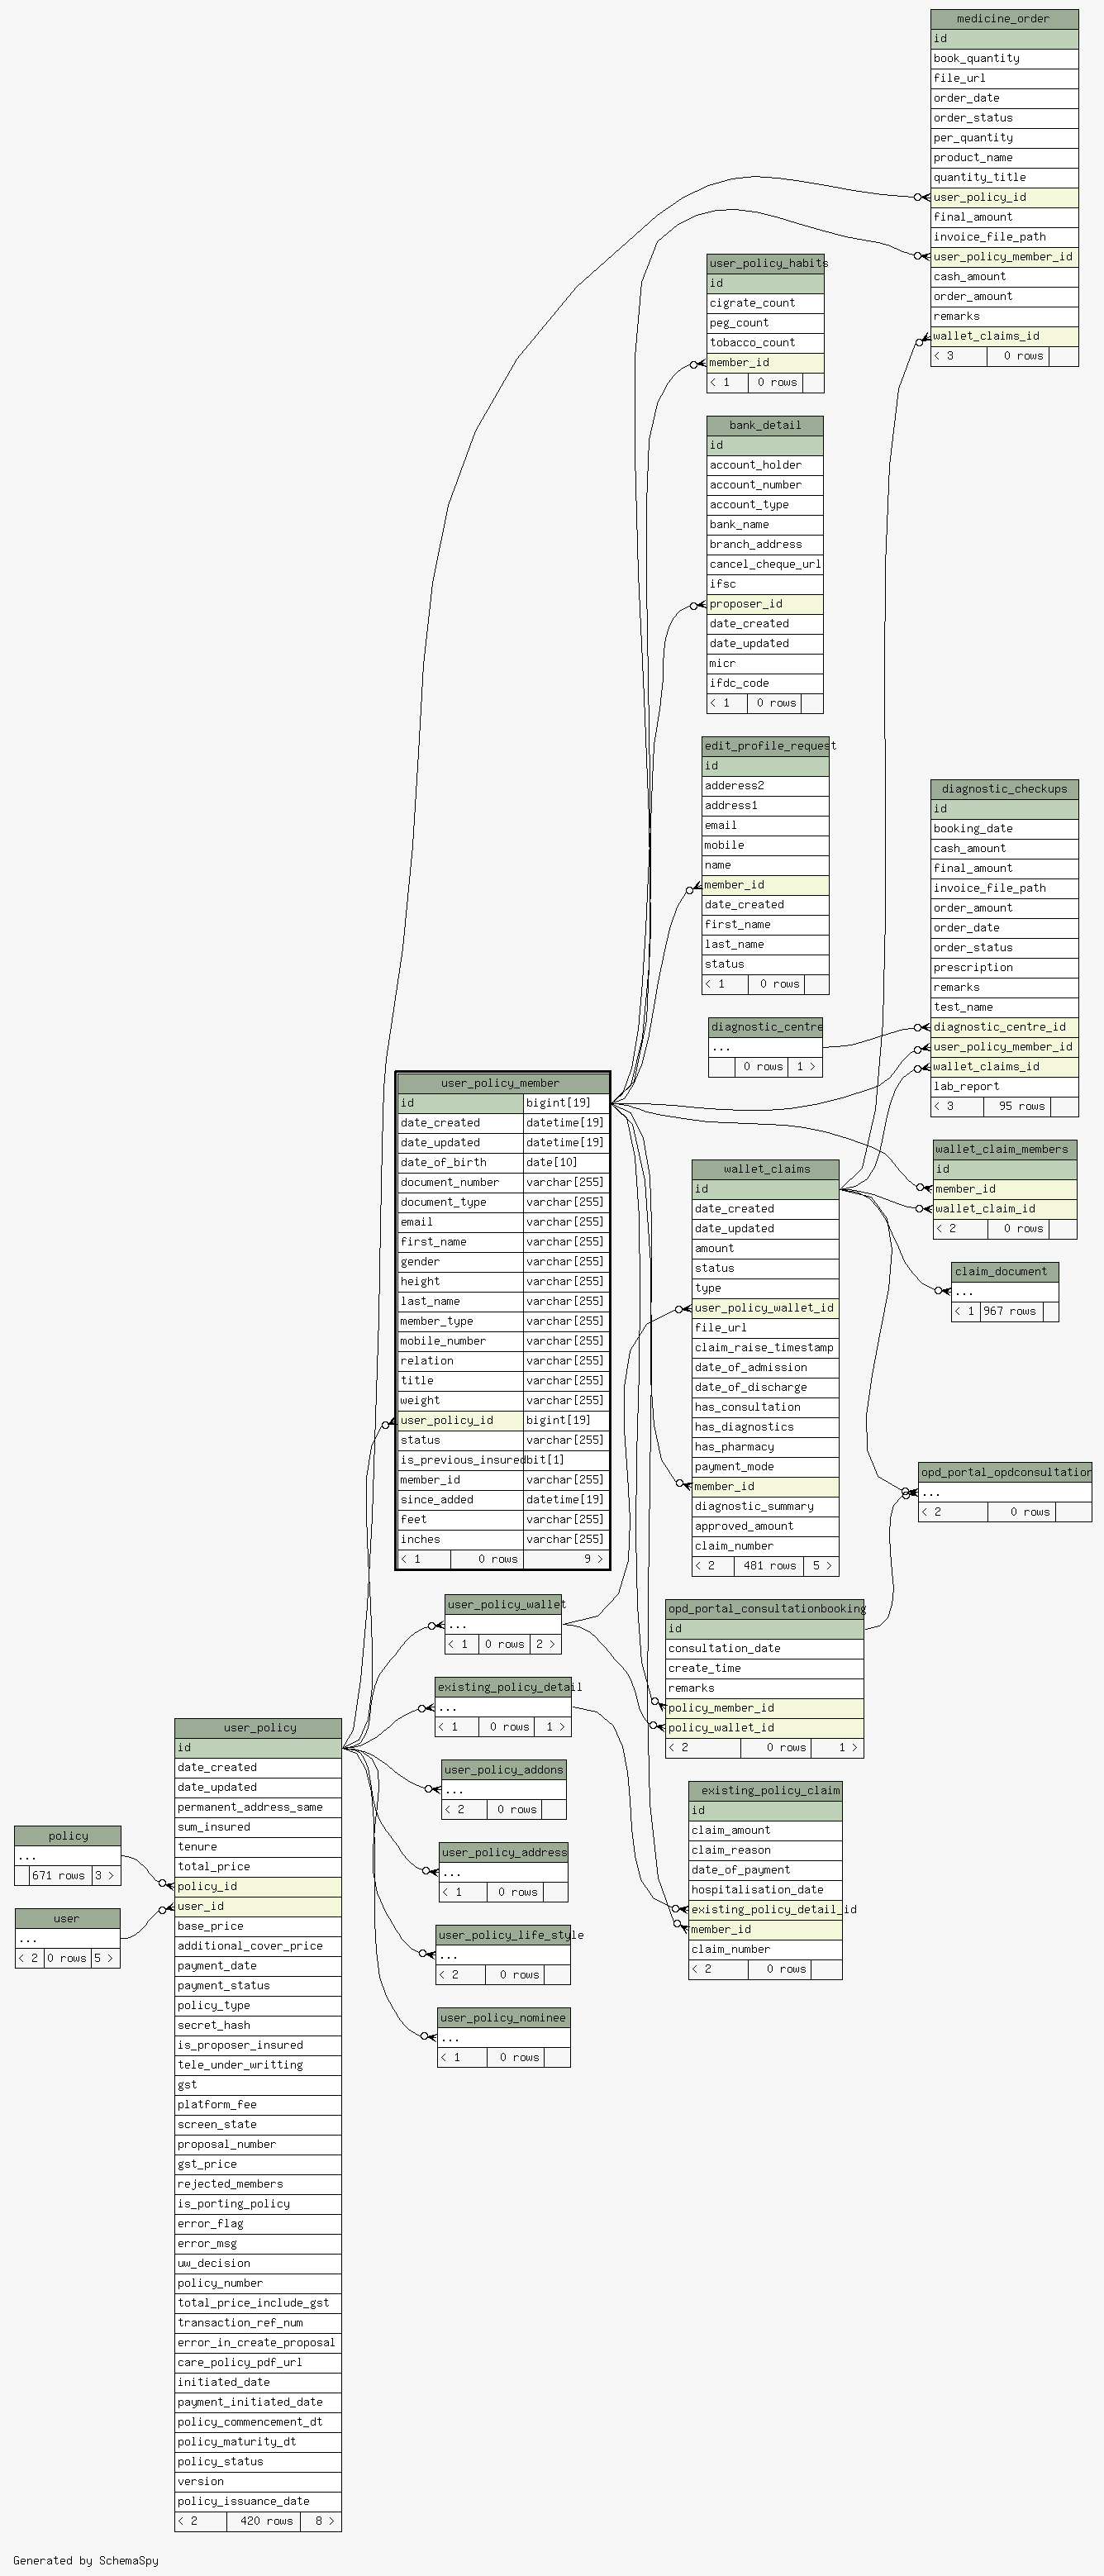 medicine_order
id
book_quantity
file_url
order_date
order_status
per_quantity
product_name
quantity_title
user_policy_id
final_amount
invoice_file_path
user_policy_member_id
cash_amount
order_amount
remarks
wallet_claims_id
< 3 0 rows
user_policy_habits
id
cigrate_count
peg_count
tobacco_count
member_id
< 1 0 rows
bank_detail
id
account_holder
account_number
account_type
bank_name
branch_address
cancel_cheque_url
ifsc
proposer_id
date_created
date_updated
micr
ifdc_code
< 1 0 rows
edit_profile_request
id
adderess2
address1
email
mobile
name
member_id
date_created
first_name
last_name
status
< 1 0 rows
diagnostic_checkups
id
booking_date
cash_amount
final_amount
invoice_file_path
order_amount
order_date
order_status
prescription
remarks
test_name
diagnostic_centre_id
user_policy_member_id
wallet_claims_id
lab_report
< 3 95 rows
diagnostic_centre
...
0 rows 1 >
user_policy_member
id bigint[19]
date_created datetime[19]
date_updated datetime[19]
date_of_birth date[10]
document_number varchar[255]
document_type varchar[255]
email varchar[255]
first_name varchar[255]
gender varchar[255]
height varchar[255]
last_name varchar[255]
member_type varchar[255]
mobile_number varchar[255]
relation varchar[255]
title varchar[255]
weight varchar[255]
user_policy_id bigint[19]
status varchar[255]
is_previous_insured bit[1]
member_id varchar[255]
since_added datetime[19]
feet varchar[255]
inches varchar[255]
< 1 0 rows 9 >
wallet_claims
id
date_created
date_updated
amount
status
type
user_policy_wallet_id
file_url
claim_raise_timestamp
date_of_admission
date_of_discharge
has_consultation
has_diagnostics
has_pharmacy
payment_mode
member_id
diagnostic_summary
approved_amount
claim_number
< 2 481 rows 5 >
wallet_claim_members
id
member_id
wallet_claim_id
< 2 0 rows
claim_document
...
< 1 967 rows
opd_portal_opdconsultation
...
< 2 0 rows
user_policy_wallet
...
< 1 0 rows 2 >
opd_portal_consultationbooking
id
consultation_date
create_time
remarks
policy_member_id
policy_wallet_id
< 2 0 rows 1 >
existing_policy_detail
...
< 1 0 rows 1 >
user_policy_addons
...
< 2 0 rows
existing_policy_claim
id
claim_amount
claim_reason
date_of_payment
hospitalisation_date
existing_policy_detail_id
member_id
claim_number
< 2 0 rows
user_policy_address
...
< 1 0 rows
user_policy_life_style
...
< 2 0 rows
user_policy_nominee
...
< 1 0 rows
policy
...
671 rows 3 >
user
...
< 2 0 rows 5 >
user_policy
id
date_created
date_updated
permanent_address_same
sum_insured
tenure
total_price
policy_id
user_id
base_price
additional_cover_price
payment_date
payment_status
policy_type
secret_hash
is_proposer_insured
tele_under_writting
gst
platform_fee
screen_state
proposal_number
gst_price
rejected_members
is_porting_policy
error_flag
error_msg
uw_decision
policy_number
total_price_include_gst
transaction_ref_num
error_in_create_proposal
care_policy_pdf_url
initiated_date
payment_initiated_date
policy_commencement_dt
policy_maturity_dt
policy_status
version
policy_issuance_date
< 2 420 rows 8 >
Generated by SchemaSpy